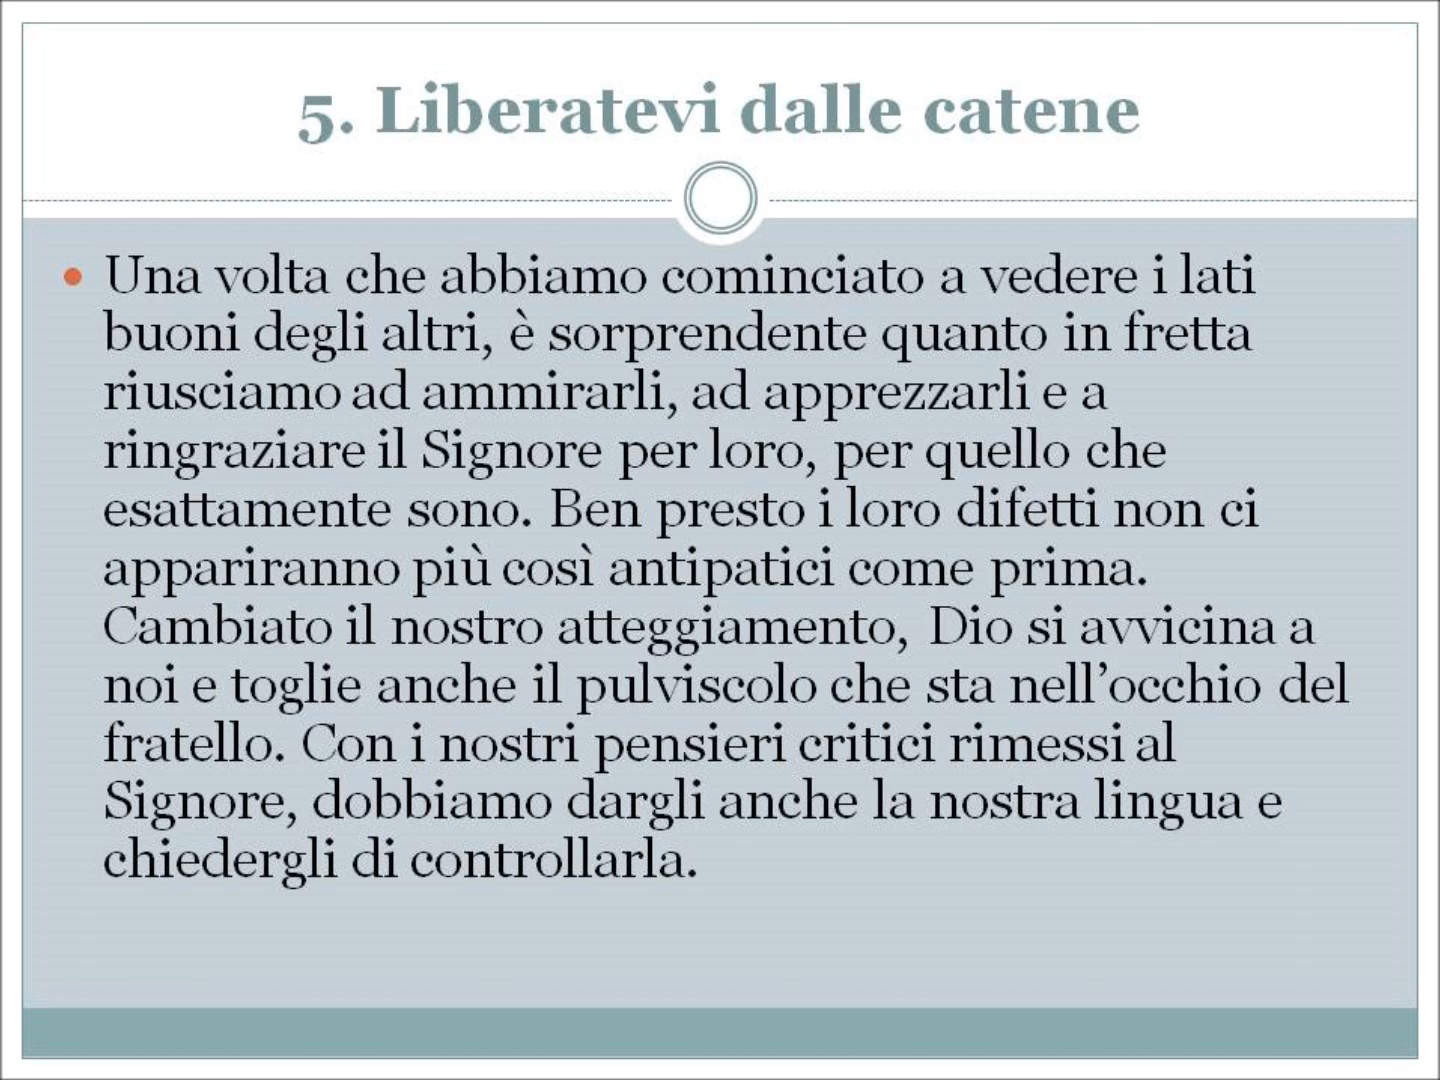 5. Liberatevi dalle catene
• Una volta che abbiamo cominciato a vedere i lati
buoni degli altri, è sorprendente quanto in fretta
riusciamo ad ammirarli, ad apprezzarli e a
ringraziare il Signore per loro, per quello che
esattamente sono. Ben presto i loro difetti non ci
appariranno più così antipatici come prima.
Cambiato il nostro atteggiamento, Dio si avvicina a
noi e toglie anche il pulviscolo che sta nell’occhio del
fratello. Con i nostri pensieri critici rimessi al
Signore, dobbiamo dargli anche la nostra lingua e
chiedergli di controllarla.